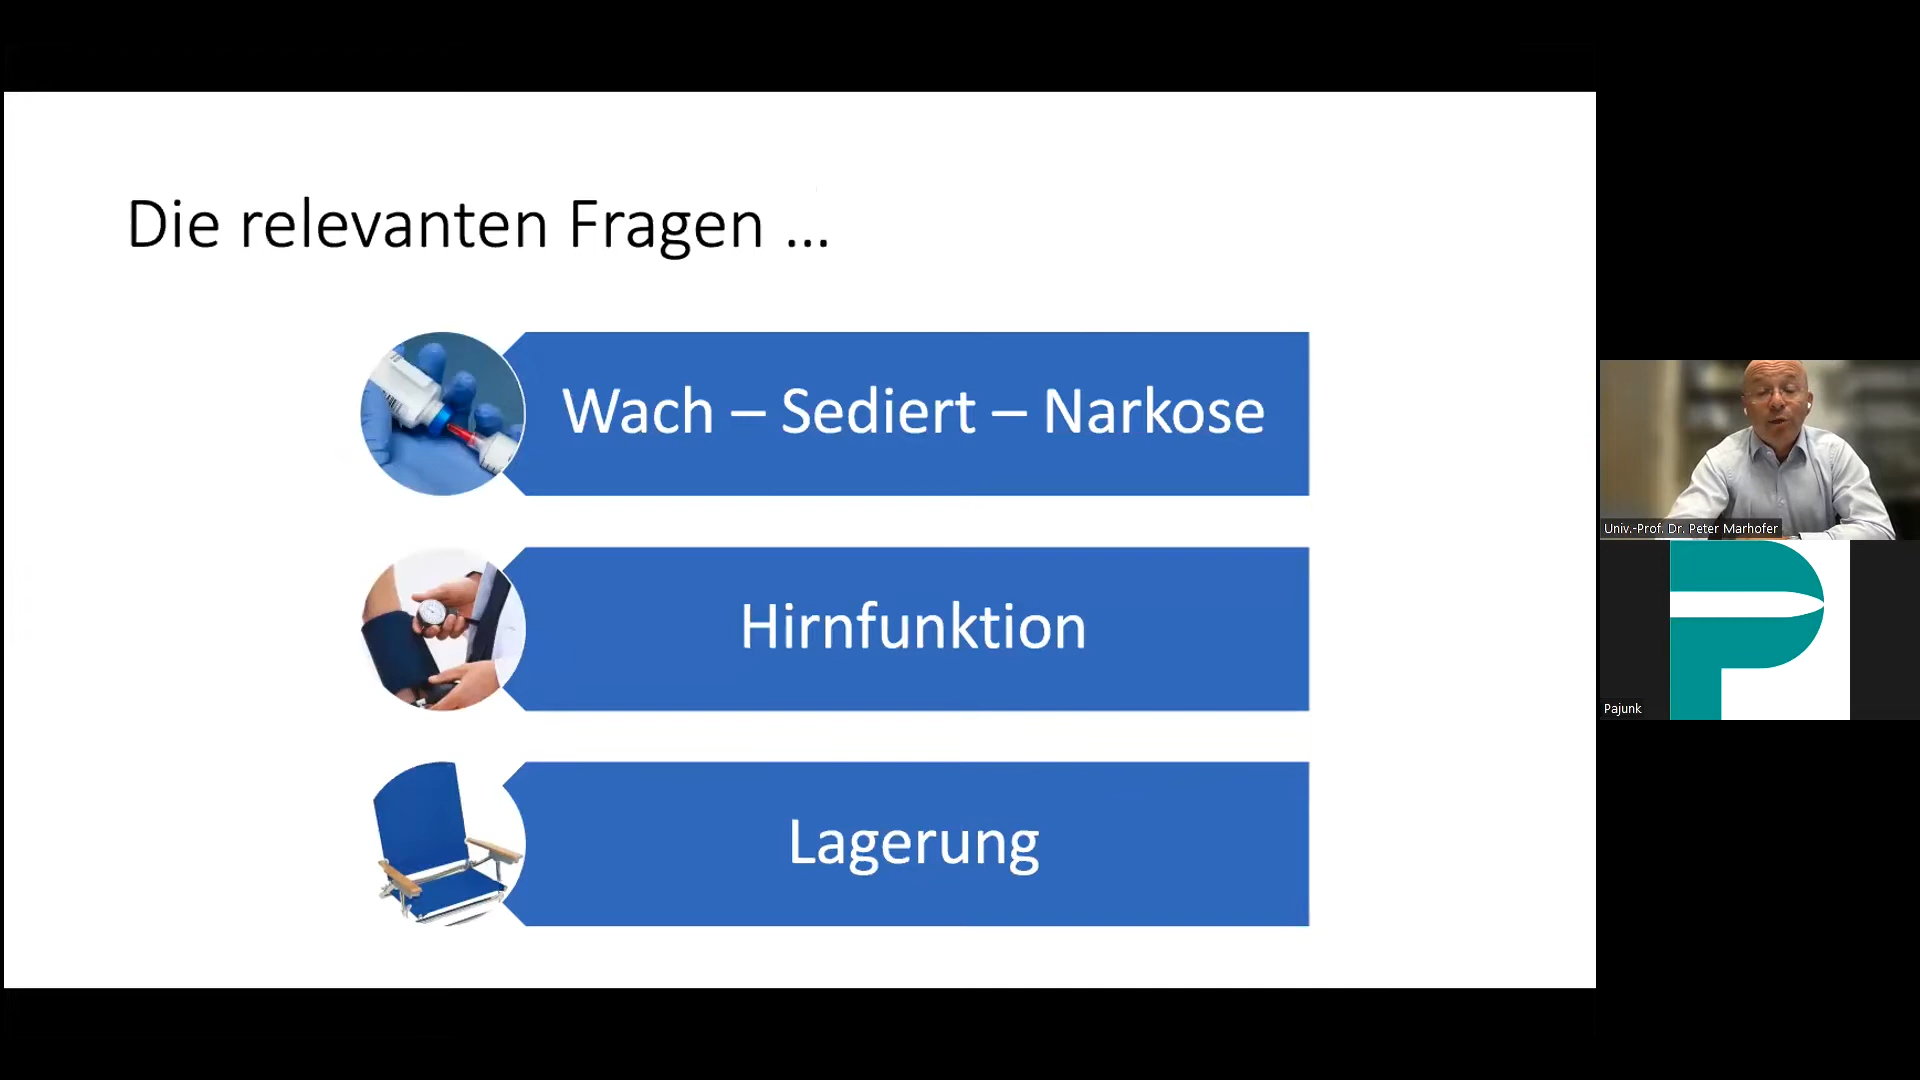 Die relevanten Fragen ...
Wach – Sediert – Narkose
Hirnfunktion
Lagerung
Univ.-Prof. Dr. Peter Marhofer
Pajunk